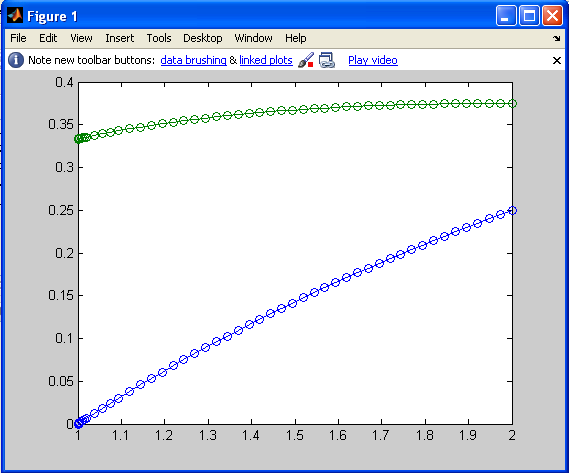 Figure 1
File Edit View Insert Tools Desktop Window Help
Note new toolbar buttons: data brushing & linked plots Play video
0.4
0.35
0.3
0.25
0.2
0.15
0.1
0.05
0
1 1.1 1.2 1.3 1.4 1.5 1.6 1.7 1.8 1.9 2